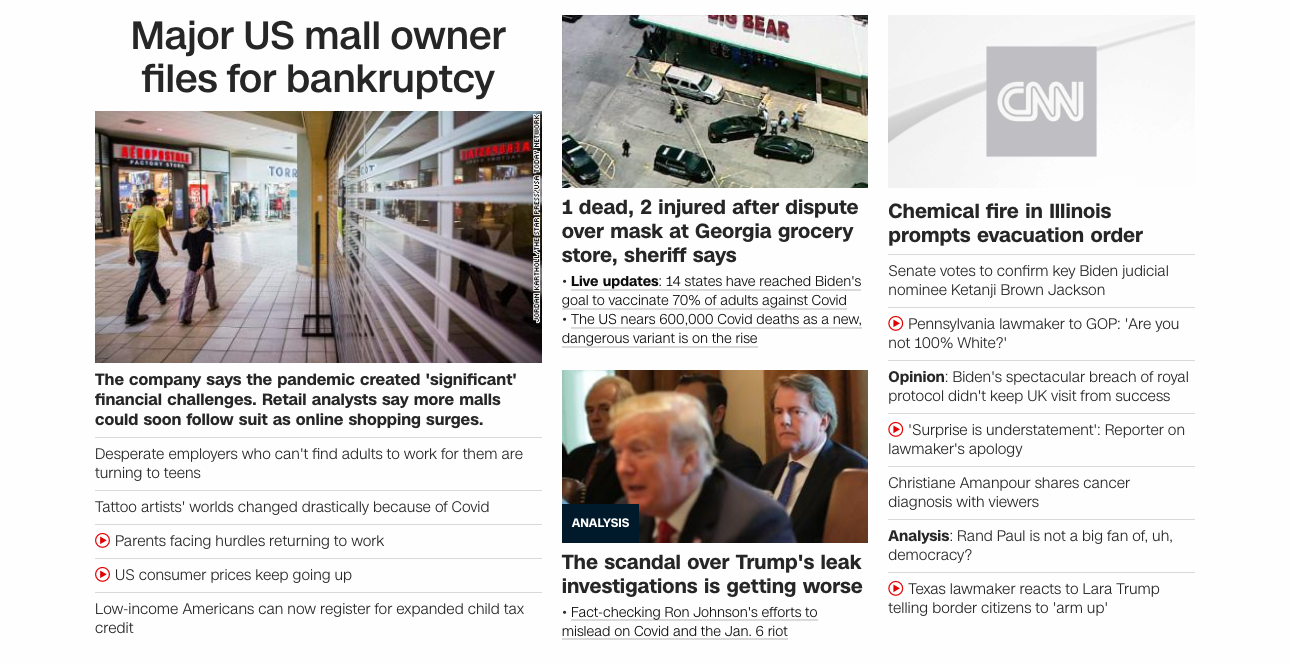 Major US mall owner
files for bankruptcy
AÉROPOSTALE
FACTORY STORE
TORR
JORDAN KARTHOLL/THE STAR PRESS/USA TODAY NETWORK
The company says the pandemic created 'significant'
financial challenges. Retail analysts say more malls
could soon follow suit as online shopping surges.
Desperate employers who can't find adults to work for them are
turning to teens
Tattoo artists' worlds changed drastically because of Covid
Parents facing hurdles returning to work
US consumer prices keep going up
Low-income Americans can now register for expanded child tax
credit
BIG BEAR
1 dead, 2 injured after dispute
over mask at Georgia grocery
store, sheriff says
• Live updates: 14 states have reached Biden's
goal to vaccinate 70% of adults against Covid
• The US nears 600,000 Covid deaths as a new,
dangerous variant is on the rise
ANALYSIS
The scandal over Trump's leak
investigations is getting worse
• Fact-checking Ron Johnson's efforts to
mislead on Covid and the Jan. 6 riot
CNN
Chemical fire in Illinois
prompts evacuation order
Senate votes to confirm key Biden judicial
nominee Ketanji Brown Jackson
Pennsylvania lawmaker to GOP: 'Are you
not 100% White?'
Opinion: Biden's spectacular breach of royal
protocol didn't keep UK visit from success
'Surprise is understatement': Reporter on
lawmaker's apology
Christiane Amanpour shares cancer
diagnosis with viewers
Analysis: Rand Paul is not a big fan of, uh,
democracy?
Texas lawmaker reacts to Lara Trump
telling border citizens to 'arm up'